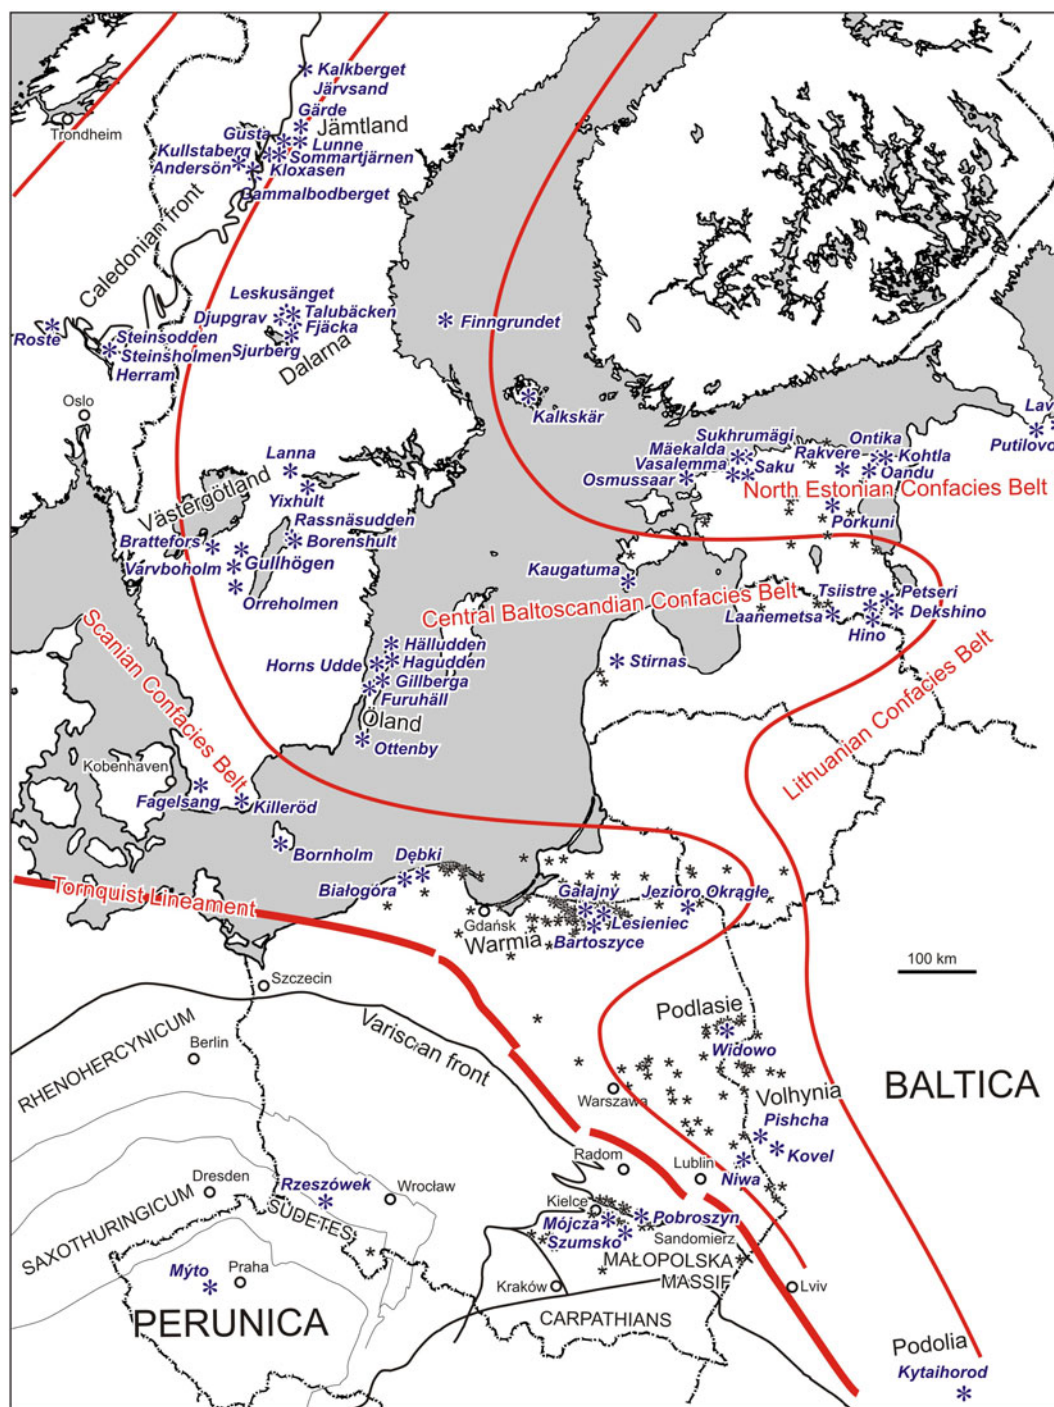 Kalkberget
Järvsand
Trondheim
Gärde
Jämtland
Gusta
Lunne
Kullstaberg
Sommartjärnen
Andersön
Kloxasen
Gammalbodberget
Caledonian front
Leskusänget
Talubäcken
Djupgrav
Fjäcka
Finngrundet
Roste
Steinsodden
Sjurberg
Steinsholmen
Dalarna
Herram
Oslo
Kalkskär
Lav
Sukhrumägi
Ontika
Putilovo
Mäekalda
Rakvere
Kohtla
Lanna
Vasalemma
Saku
Oandu
Osmussaar
North Estonian Confacies Belt
Västergötland
Yixhult
Porkuni
Rassnäsudden
Brattefors
Borenshult
Varvboholm
Gullhögen
Kaugatuma
Central Baltoscandian Confacies Belt
Tsiistre
Petseri
Orreholmen
Laanemetsa
Dekshino
Hino
Scanian Confacies Belt
Hälludden
Horns Udde
Hagudden
Stirnas
Gillberga
Furuhäll
Lithuanian Confacies Belt
Öland
Ottenby
Kobenhaven
Fagelsang
Killeröd
Bornholm
Dębki
Białogóra
Tornquist Lineament
Gałajny
Jezioro Okrągłe
Gdańsk
Lesieniec
Warmia
Bartoszyce
100 km
Szczecin
Podlasie
Variscan front
Widowo
RHENOHERCYNICUM
Berlin
BALTICA
Warszawa
Volhynia
Pishcha
Kovel
Radom
Lublin
Niwa
Dresden
Rzeszówek
Wrocław
SAXOTHURINGICUM
SUDETES
Kielce
Mójcza
Pobroszyn
Szumsko
Sandomierz
MAŁOPOLSKA
MASSIF
Mýto
Praha
Kraków
Lviv
PERUNICA
CARPATHIANS
Podolia
Kytaihorod